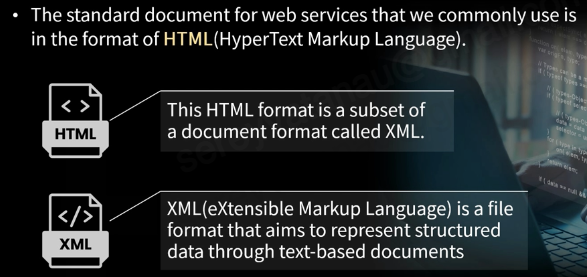 • The standard document for web services that we commonly use is
in the format of HTML(HyperText Markup Language).
HTML
This HTML format is a subset of
a document format called XML.
XML
XML(eXtensible Markup Language) is a file
format that aims to represent structured
data through text-based documents